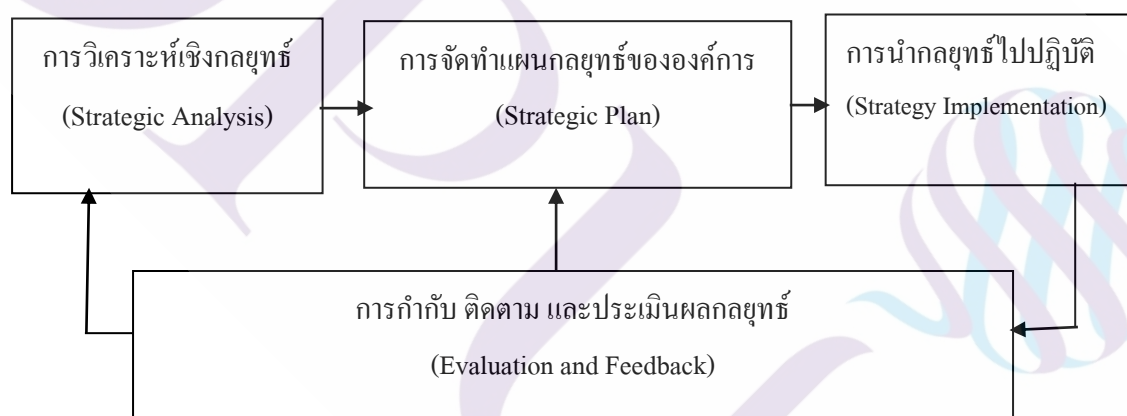 การวิเคราะห์เชิงกลยุทธ์
(Strategic Analysis)
การจัดทำแผนกลยุทธ์ขององค์การ
(Strategic Plan)
การนำกลยุทธ์ไปปฏิบัติ
(Strategy Implementation)
การกำกับ ติดตาม และประเมินผลกลยุทธ์
(Evaluation and Feedback)